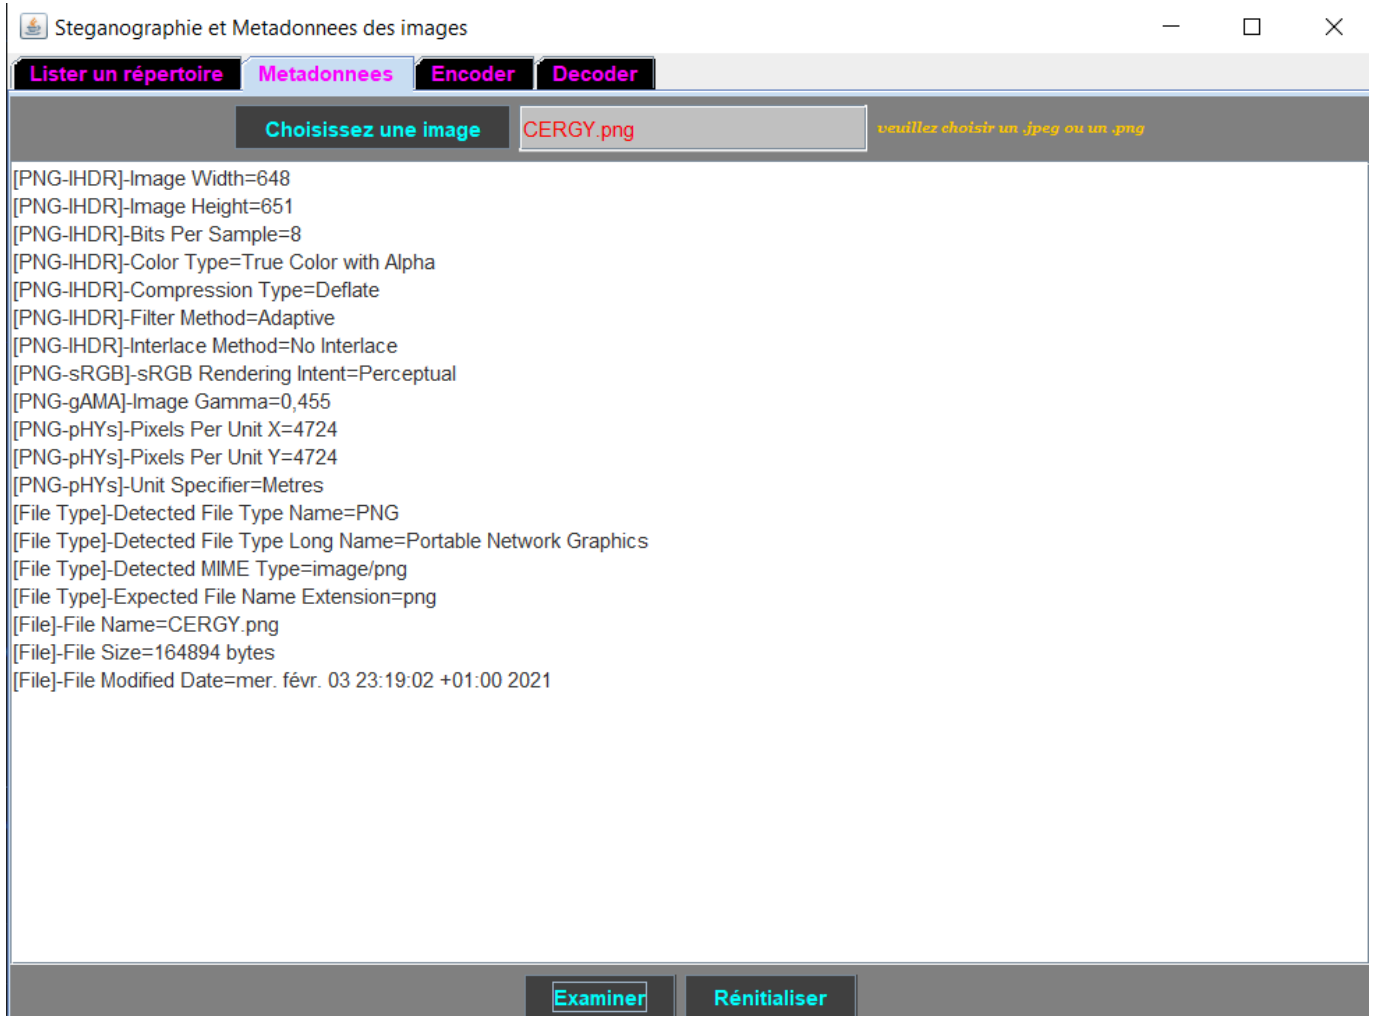 Steganographie et Metadonnees des images
Lister un répertoire Metadonnees Encoder Decoder
Choisissez une image CERGY.png veuillez choisir un .jpeg ou un .png
[PNG-IHDR]-Image Width=648
[PNG-IHDR]-Image Height=651
[PNG-IHDR]-Bits Per Sample=8
[PNG-IHDR]-Color Type=True Color with Alpha
[PNG-IHDR]-Compression Type=Deflate
[PNG-IHDR]-Filter Method=Adaptive
[PNG-IHDR]-Interlace Method=No Interlace
[PNG-sRGB]-sRGB Rendering Intent=Perceptual
[PNG-gAMA]-Image Gamma=0,455
[PNG-pHYs]-Pixels Per Unit X=4724
[PNG-pHYs]-Pixels Per Unit Y=4724
[PNG-pHYs]-Unit Specifier=Metres
[File Type]-Detected File Type Name=PNG
[File Type]-Detected File Type Long Name=Portable Network Graphics
[File Type]-Detected MIME Type=image/png
[File Type]-Expected File Name Extension=png
[File]-File Name=CERGY.png
[File]-File Size=164894 bytes
[File]-File Modified Date=mer. févr. 03 23:19:02 +01:00 2021
Examiner Rénitialiser